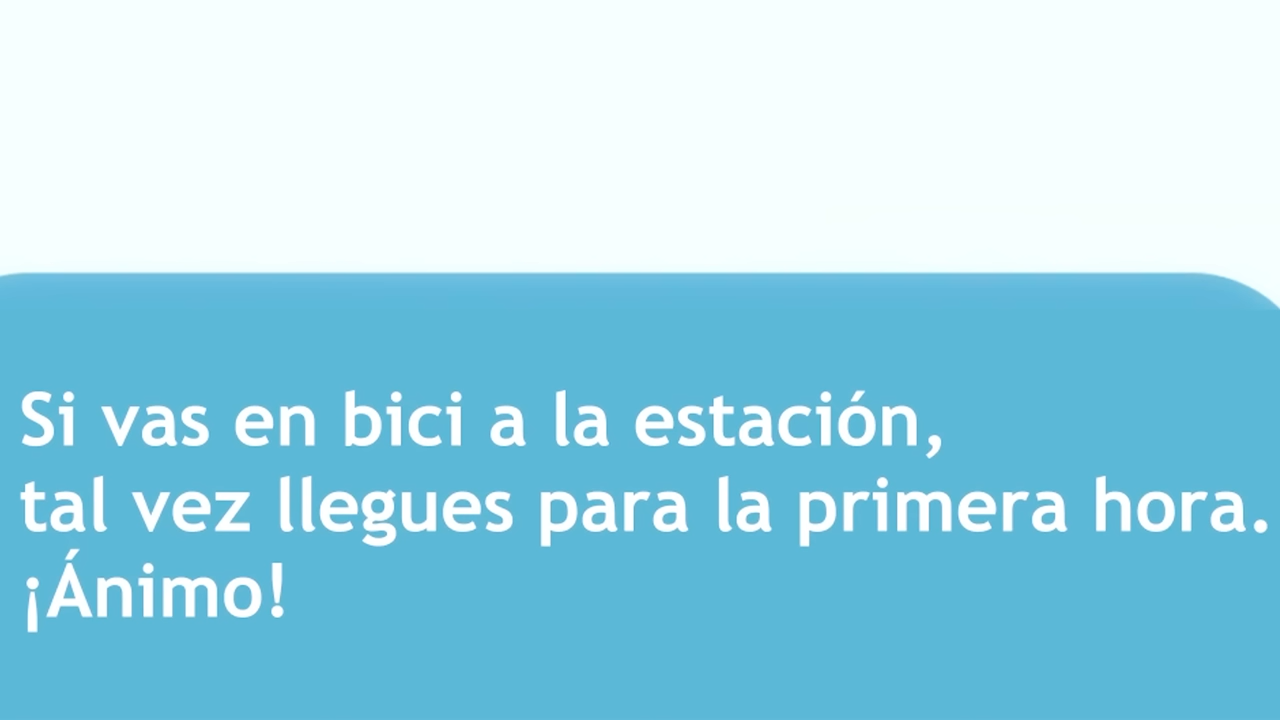 Si vas en bici a la estación,
tal vez llegues para la primera hora.
¡Ánimo!